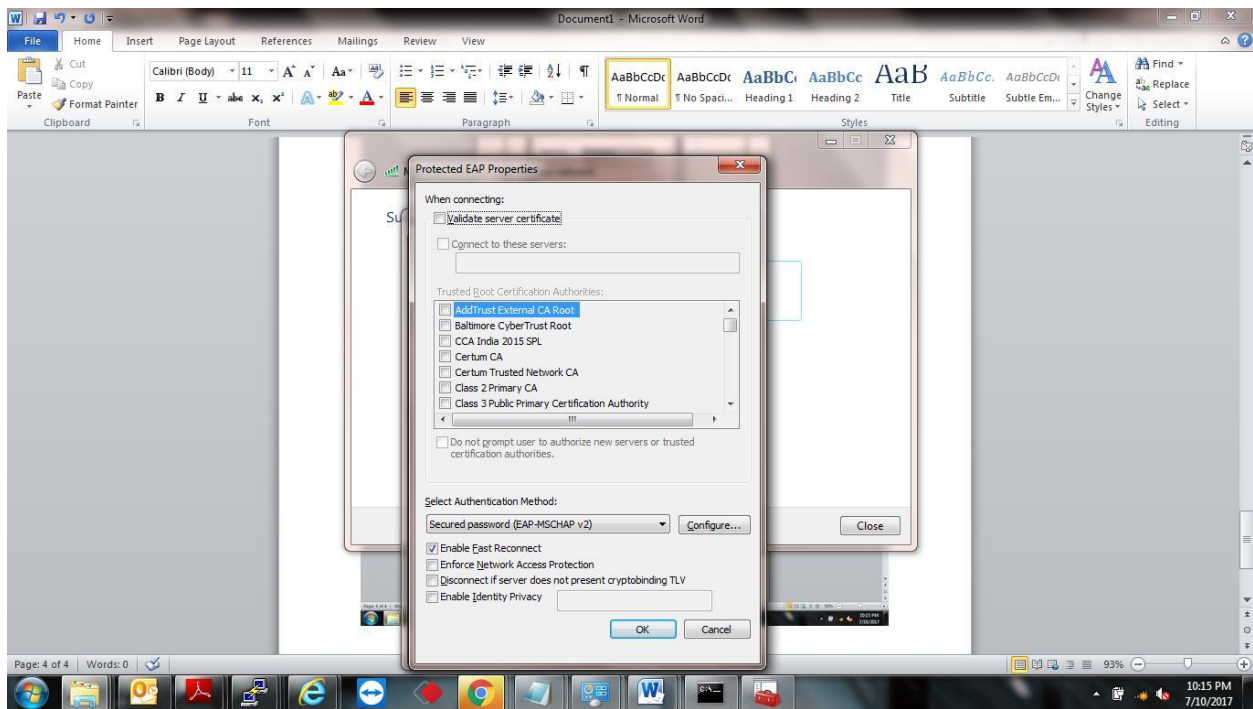 Document1 - Microsoft Word
File Home Insert Page Layout References Mailings Review View
Cut
Copy
Format Painter
Paste
Clipboard
Calibri (Body) 11
Font
Paragraph
AaBbCcDc AaBbCcDc AaBbC AaBbCc AaB AaBbCc. AaBbCcDi
¶ Normal ¶ No Spaci... Heading 1 Heading 2 Title Subtitle Subtle Em...
Change Styles
Styles
Find
Replace
Select
Editing
Protected EAP Properties
When connecting:
Validate server certificate
Connect to these servers:
Trusted Root Certification Authorities:
AddTrust External CA Root
Baltimore CyberTrust Root
CCA India 2015 SPL
Certum CA
Certum Trusted Network CA
Class 2 Primary CA
Class 3 Public Primary Certification Authority
Do not prompt user to authorize new servers or trusted
certification authorities.
Select Authentication Method:
Secured password (EAP-MSCHAP v2) Configure...
Enable Fast Reconnect
Enforce Network Access Protection
Disconnect if server does not present cryptobinding TLV
Enable Identity Privacy
OK Cancel
Close
Page: 4 of 4 Words: 0
93%
10:15 PM
7/10/2017